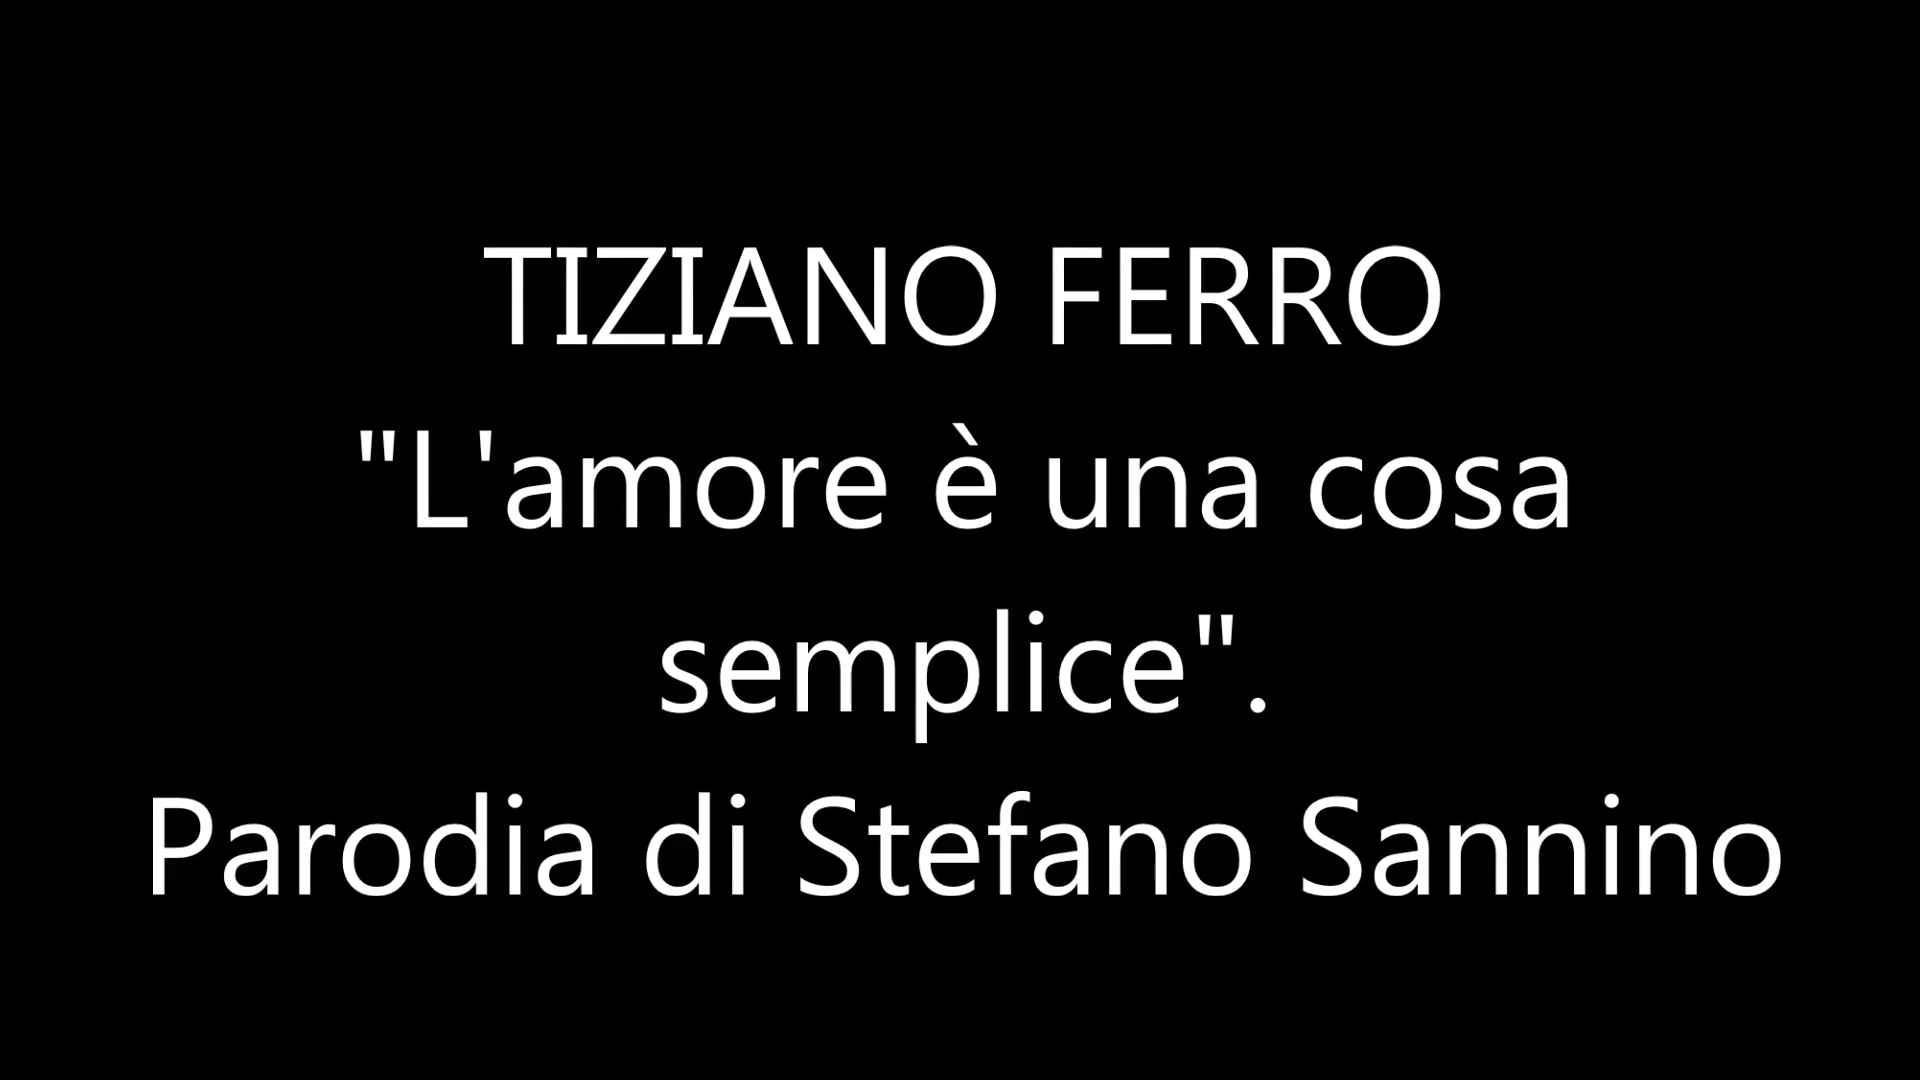 TIZIANO FERRO
"L'amore è una cosa
semplice".
Parodia di Stefano Sannino